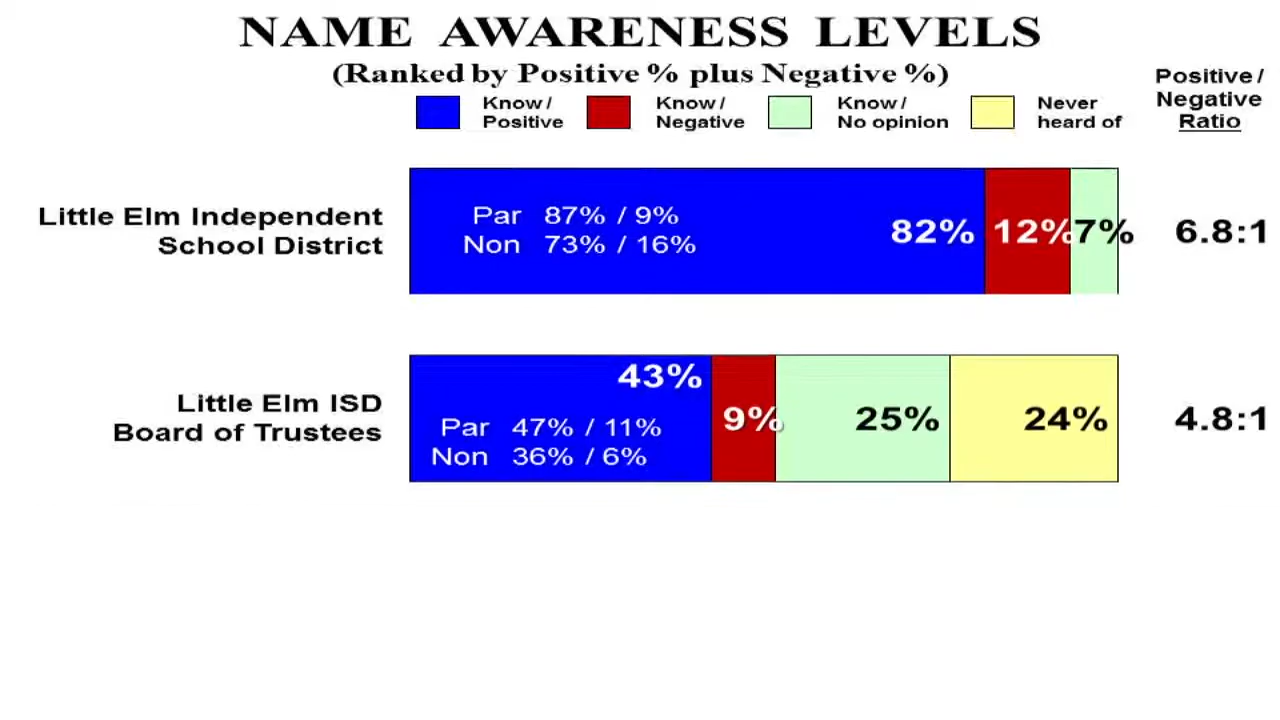 NAME AWARENESS LEVELS
(Ranked by Positive % plus Negative %)
Know / Positive
Know / Negative
Know / No opinion
Never heard of
Positive / Negative Ratio
Little Elm Independent
School District
Par 87% / 9%
Non 73% / 16%
82% 12% 7% 6.8:1
Little Elm ISD
Board of Trustees
43%
Par 47% / 11%
Non 36% / 6%
9% 25% 24% 4.8:1